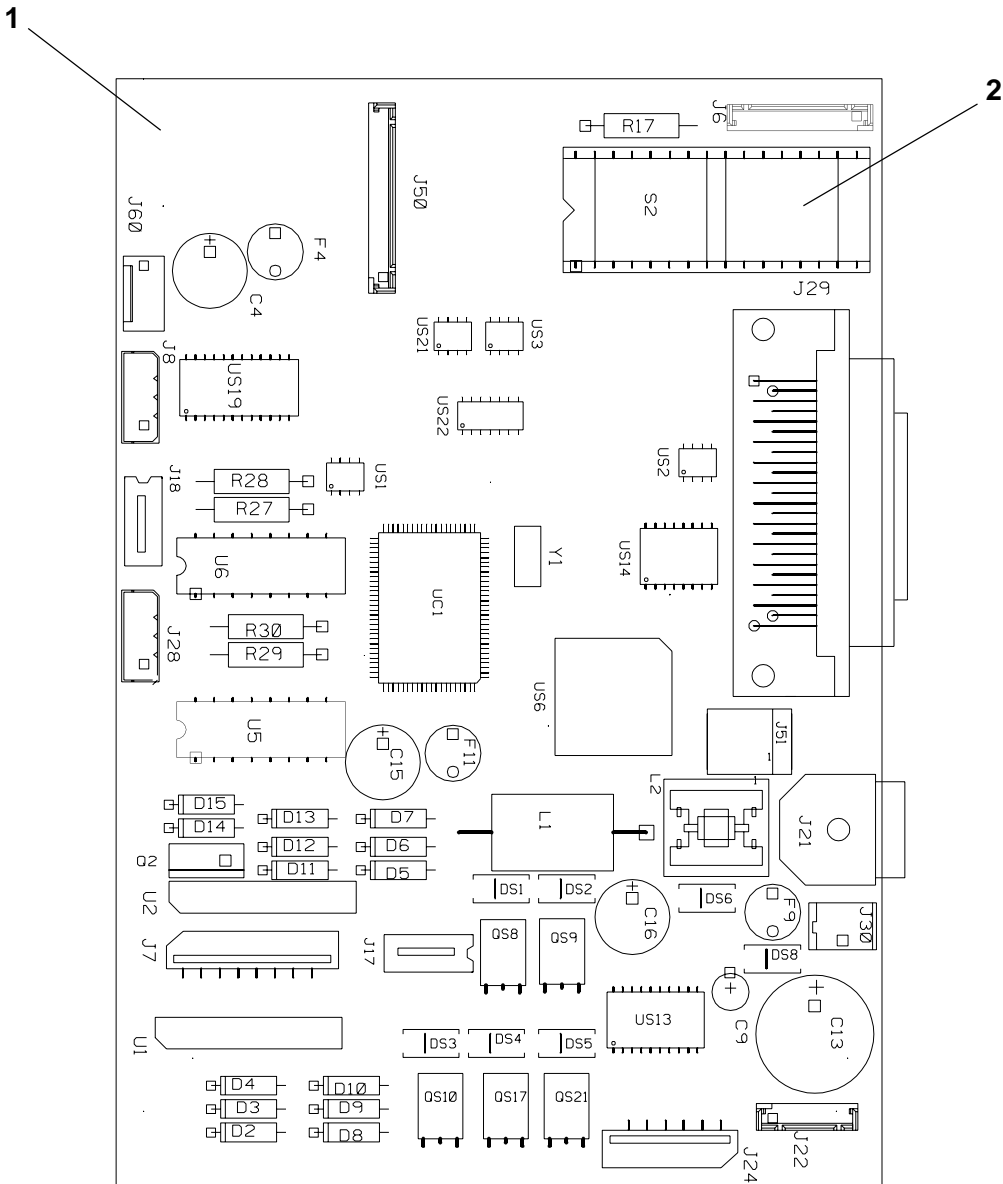 1
2
J6
R17
J50
S2
J60
F4
C4
J29
US21
US3
J8
US19
US22
US2
J18
R28
US1
R27
U6
Y1
US14
UC1
J28
R30
R29
US6
U5
C15
F11
J51
1
1
L2
D15
D13
D7
L1
D14
J21
Q2
D12
D6
D11
D5
U2
DS1
DS2
DS6
F9
C16
J30
QS8
QS9
J7
J17
DS8
C9
C13
US13
U1
DS3
DS4
DS5
D4
D10
D3
D9
QS10
QS17
QS21
D2
D8
J24
J22